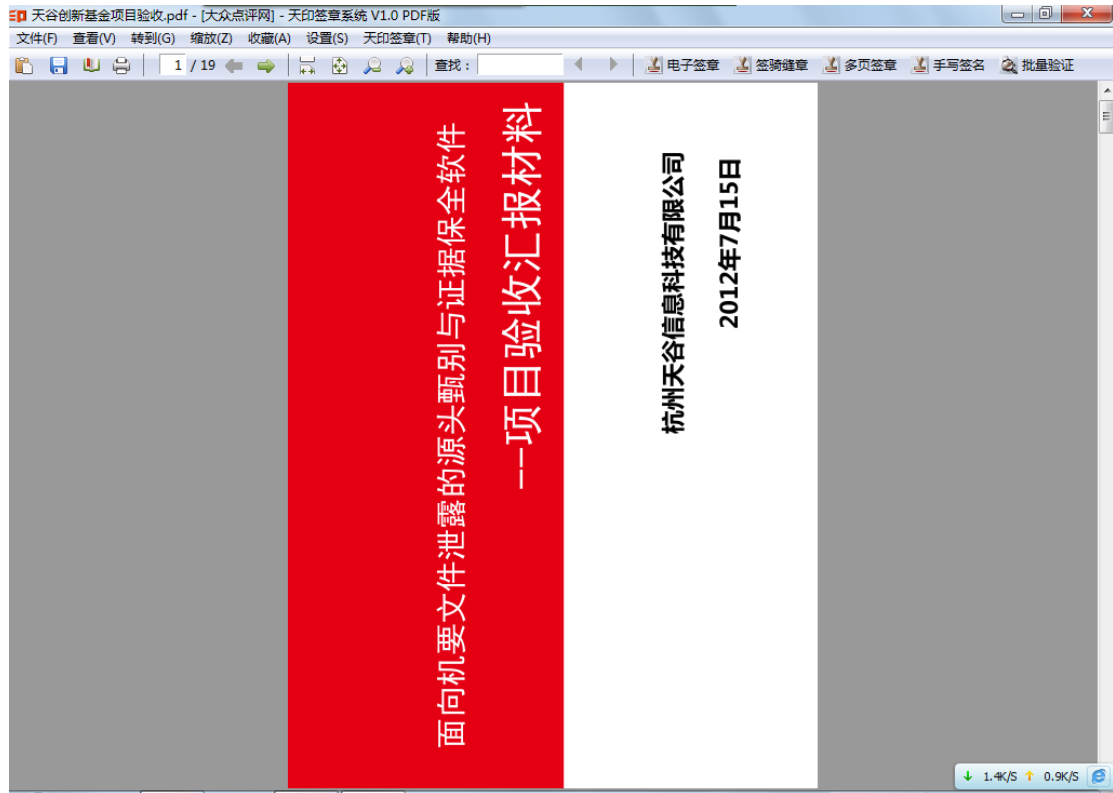 天谷创新基金项目验收.pdf - [大众点评网] - 天印签章系统 V1.0 PDF版
文件(F) 查看(V) 转到(G) 缩放(Z) 收藏(A) 设置(S) 天印签章(T) 帮助(H)
1 / 19 查找: 电子签章 签骑缝章 多页签章 手写签名 批量验证
面向机要文件泄露的源头甄别与证据保全软件
--项目验收汇报材料
杭州天谷信息科技有限公司
2012年7月15日
1.4K/S 0.9K/S